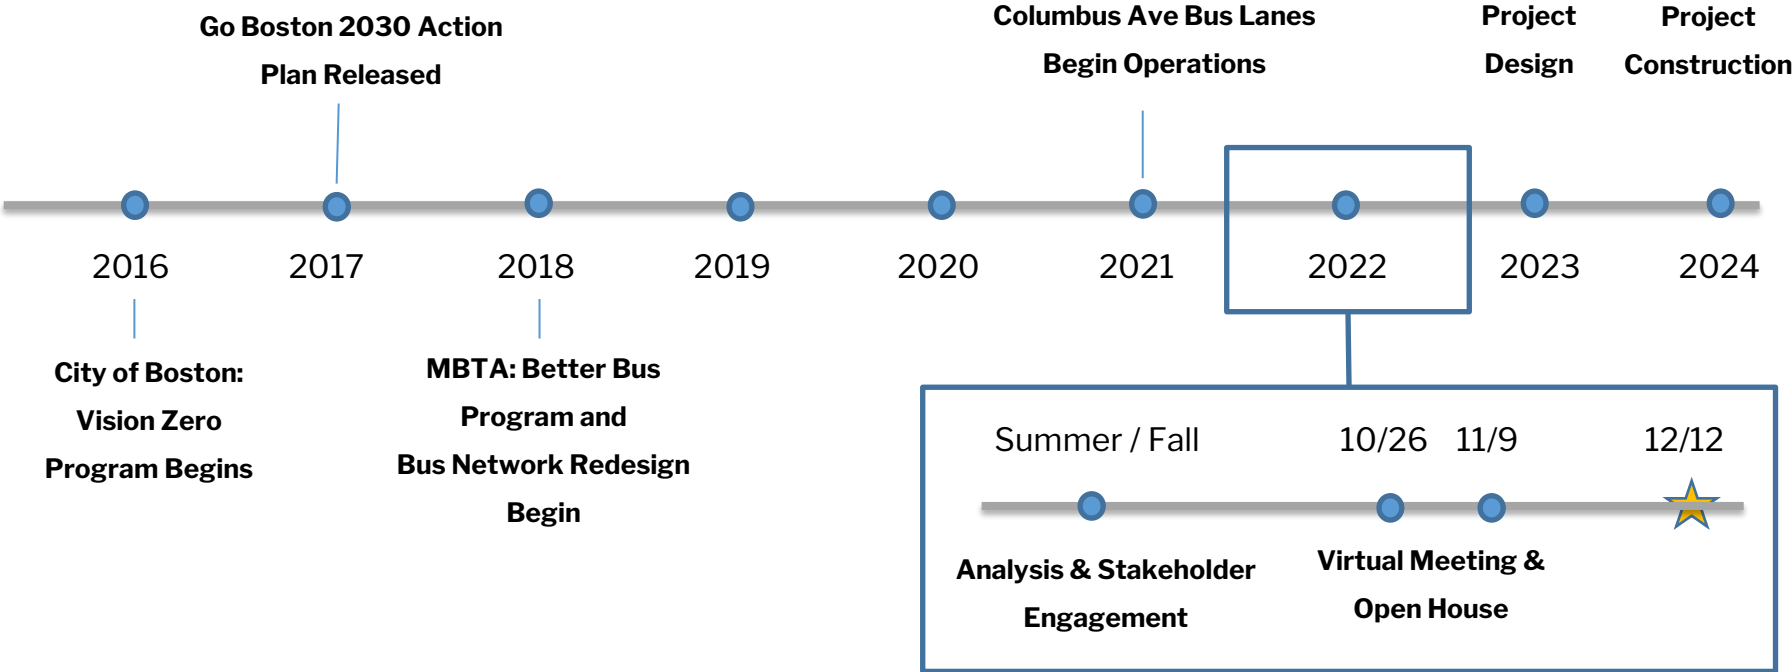 Go Boston 2030 Action
Plan Released
Columbus Ave Bus Lanes
Begin Operations
Project
Design
Project
Construction
2016
2017
2018
2019
2020
2021
2022
2023
2024
City of Boston:
Vision Zero
Program Begins
MBTA: Better Bus
Program and
Bus Network Redesign
Begin
Summer / Fall
10/26
11/9
12/12
Analysis & Stakeholder
Engagement
Virtual Meeting &
Open House